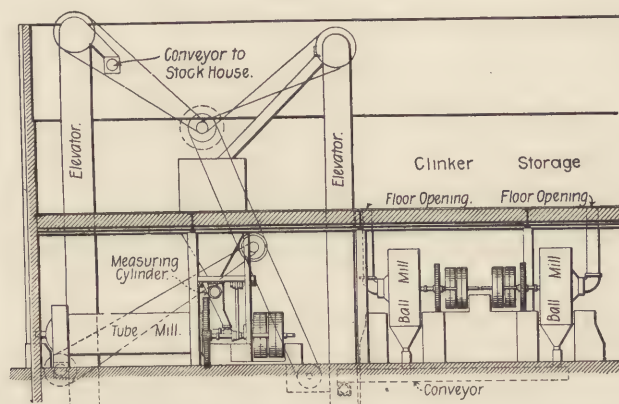 Conveyor to
Stock House.
Elevator.
Elevator.
Clinker Storage
Floor Opening.
Floor Opening.
Measuring
Cylinder.
Tube Mill.
Ball Mill
Ball Mill
Conveyor